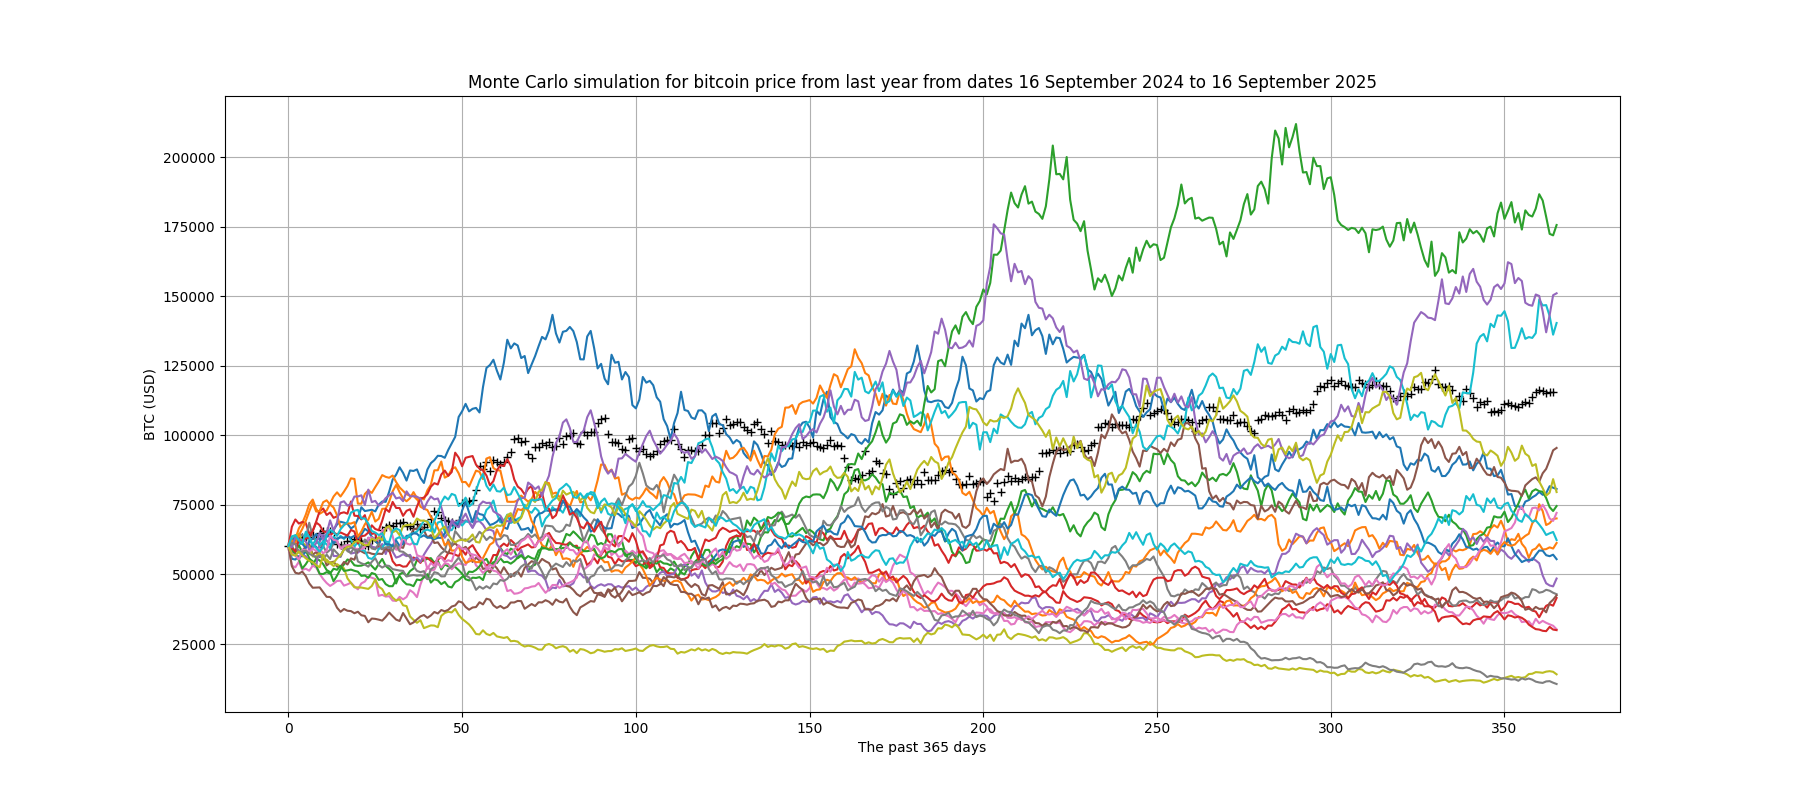 Monte Carlo simulation for bitcoin price from last year from dates 16 September 2024 to 16 September 2025
BTC (USD)
200000
175000
150000
125000
100000
75000
50000
25000
0 50 100 150 200 250 300 350
The past 365 days